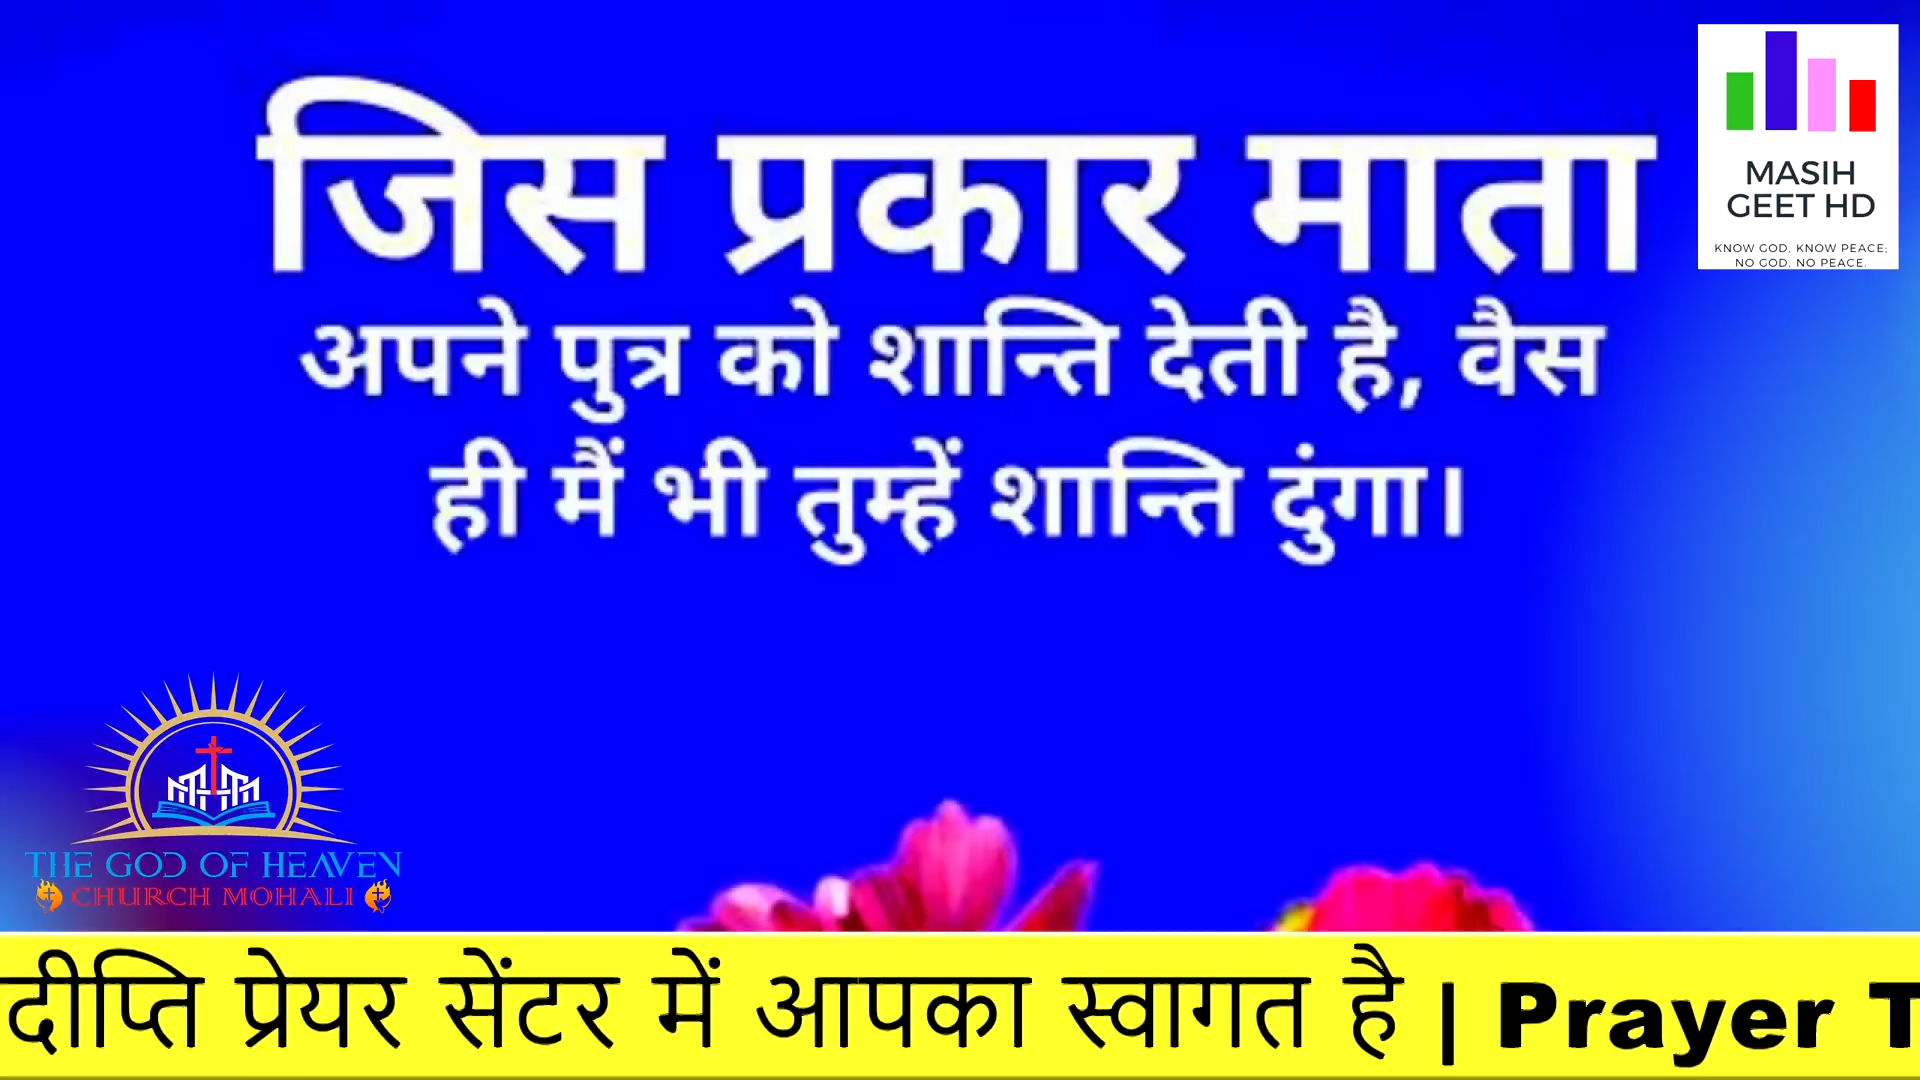 जिस प्रकार माता
अपने पुत्र को शान्ति देती है, वैस
ही मैं भी तुम्हें शान्ति दुंगा।
MASIH
GEET HD
KNOW GOD, KNOW PEACE;
NO GOD, NO PEACE.
THE GOD OF HEAVEN
CHURCH MOHALI
दीप्ति प्रेयर सेंटर में आपका स्वागत है | Prayer T